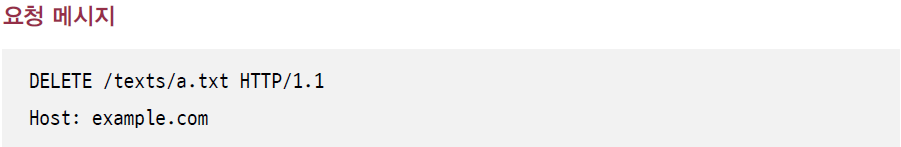 요청 메시지
DELETE /texts/a.txt HTTP/1.1
Host: example.com